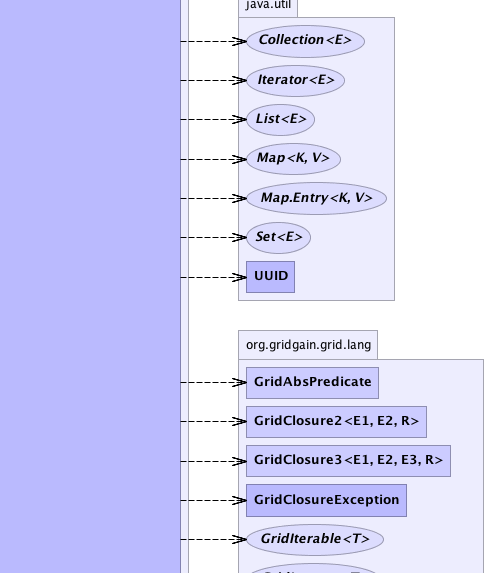 java.util
Collection<E>
Iterator<E>
List<E>
Map<K, V>
Map.Entry<K, V>
Set<E>
UUID
org.gridgain.grid.lang
GridAbsPredicate
GridClosure2<E1, E2, R>
GridClosure3<E1, E2, E3, R>
GridClosureException
GridIterable<T>